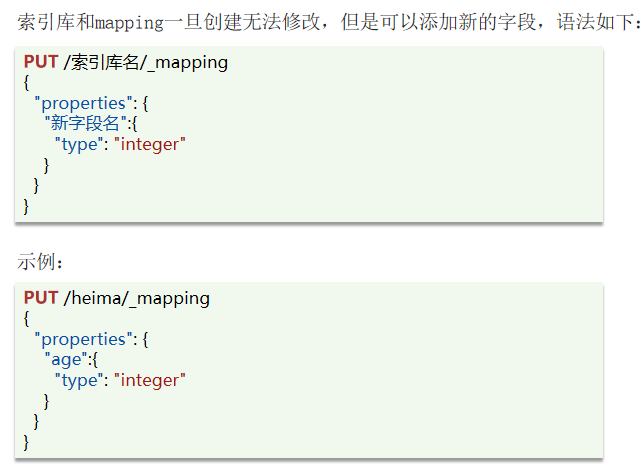 索引库和mapping一旦创建无法修改，但是可以添加新的字段，语法如下：
PUT /索引库名/_mapping
{
  "properties": {
    "新字段名":{
      "type": "integer"
    }
  }
}
示例：
PUT /heima/_mapping
{
  "properties": {
    "age":{
      "type": "integer"
    }
  }
}